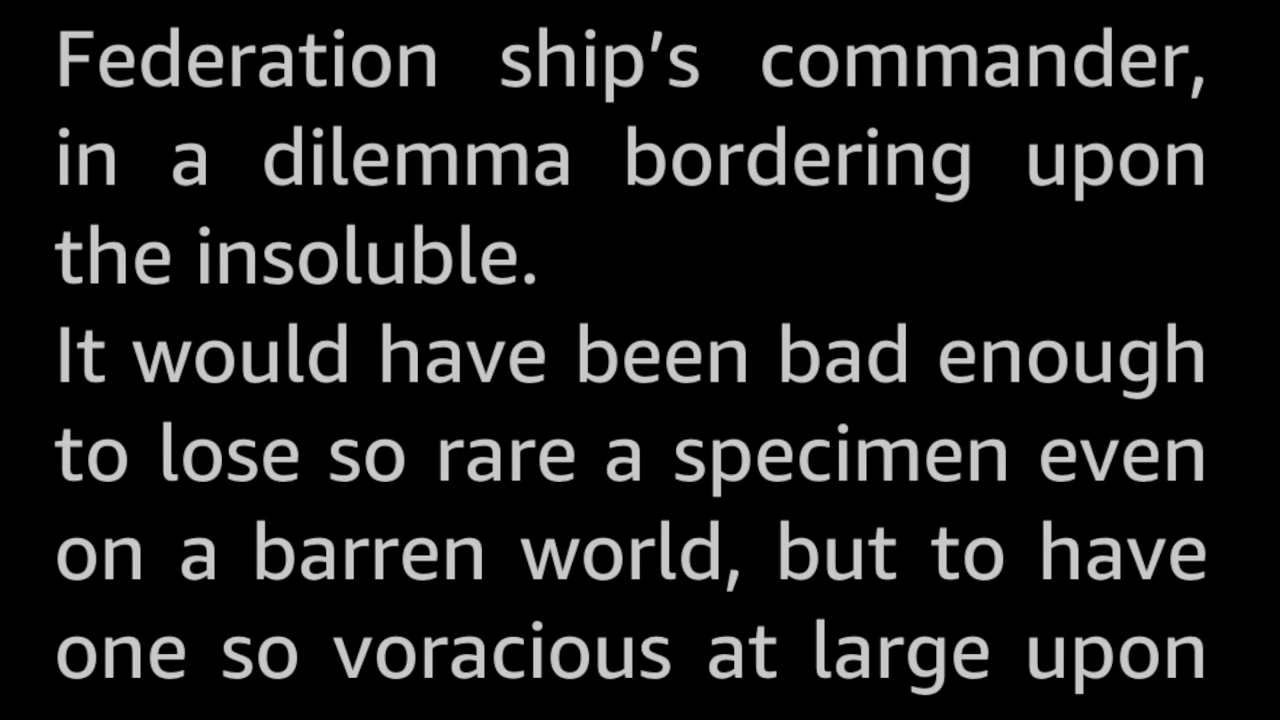 Federation ship’s commander,
in a dilemma bordering upon
the insoluble.
It would have been bad enough
to lose so rare a specimen even
on a barren world, but to have
one so voracious at large upon